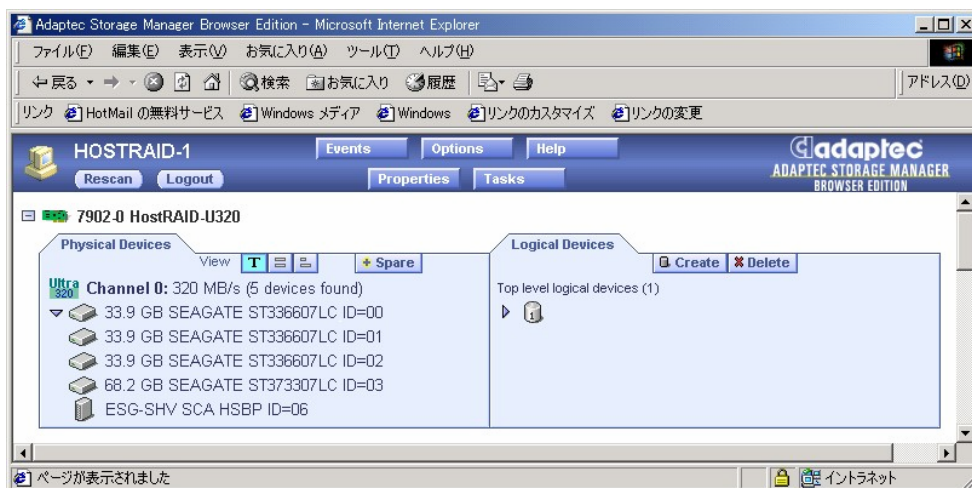 Adaptec Storage Manager Browser Edition - Microsoft Internet Explorer
ファイル(F) 編集(E) 表示(V) お気に入り(A) ツール(T) ヘルプ(H)
戻る 検索 お気に入り 履歴 アドレス(D)
リンク HotMail の無料サービス Windows メディア Windows リンクのカスタマイズ リンクの変更
HOSTRAID-1 Events Options Help adaptec
Rescan Logout Properties Tasks ADAPTEC STORAGE MANAGER
BROWSER EDITION
7902-0 HostRAID-U320
Physical Devices
View T Spare
Ultra 320 Channel 0: 320 MB/s (5 devices found)
33.9 GB SEAGATE ST336607LC ID=00
33.9 GB SEAGATE ST336607LC ID=01
33.9 GB SEAGATE ST336607LC ID=02
68.2 GB SEAGATE ST373307LC ID=03
ESG-SHV SCA HSBP ID=06
Logical Devices
Create Delete
Top level logical devices (1)
1
ページが表示されました イントラネット